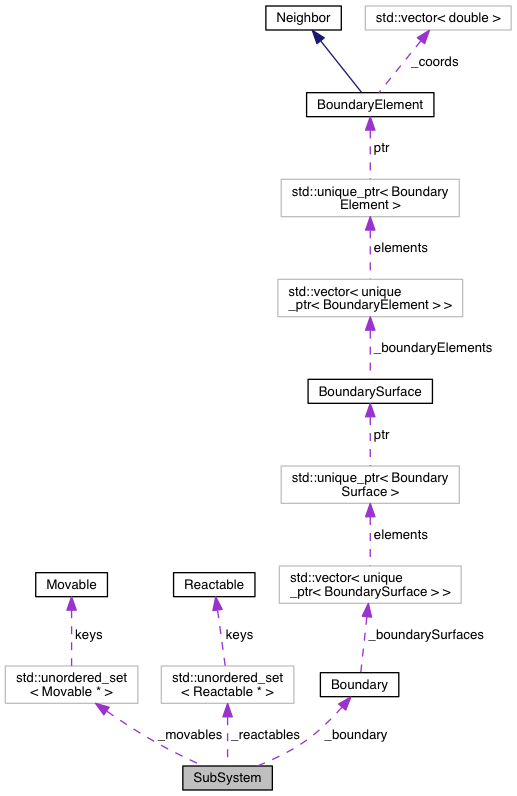 Neighbor
std::vector< double >
_coords
BoundaryElement
ptr
std::unique_ptr< Boundary
Element >
elements
std::vector< unique
_ptr< BoundaryElement > >
_boundaryElements
BoundarySurface
ptr
std::unique_ptr< Boundary
Surface >
elements
std::vector< unique
_ptr< BoundarySurface > >
Movable
Reactable
keys
keys
_boundarySurfaces
std::unordered_set
< Movable * >
std::unordered_set
< Reactable * >
Boundary
_movables
_reactables
_boundary
SubSystem